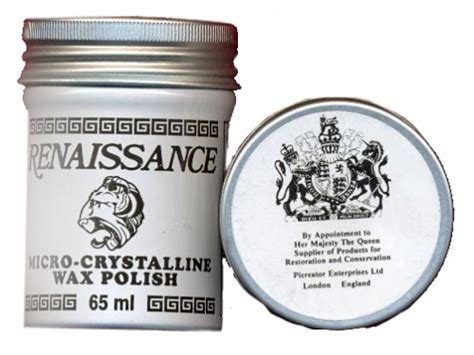 RENAISSANCE
MICRO-CRYSTALLINE
WAX POLISH
65 ml
By Appointment to
Her Majesty The Queen
Supplier of Products for
Restoration and Conservation
Picreator Enterprises Ltd
London England